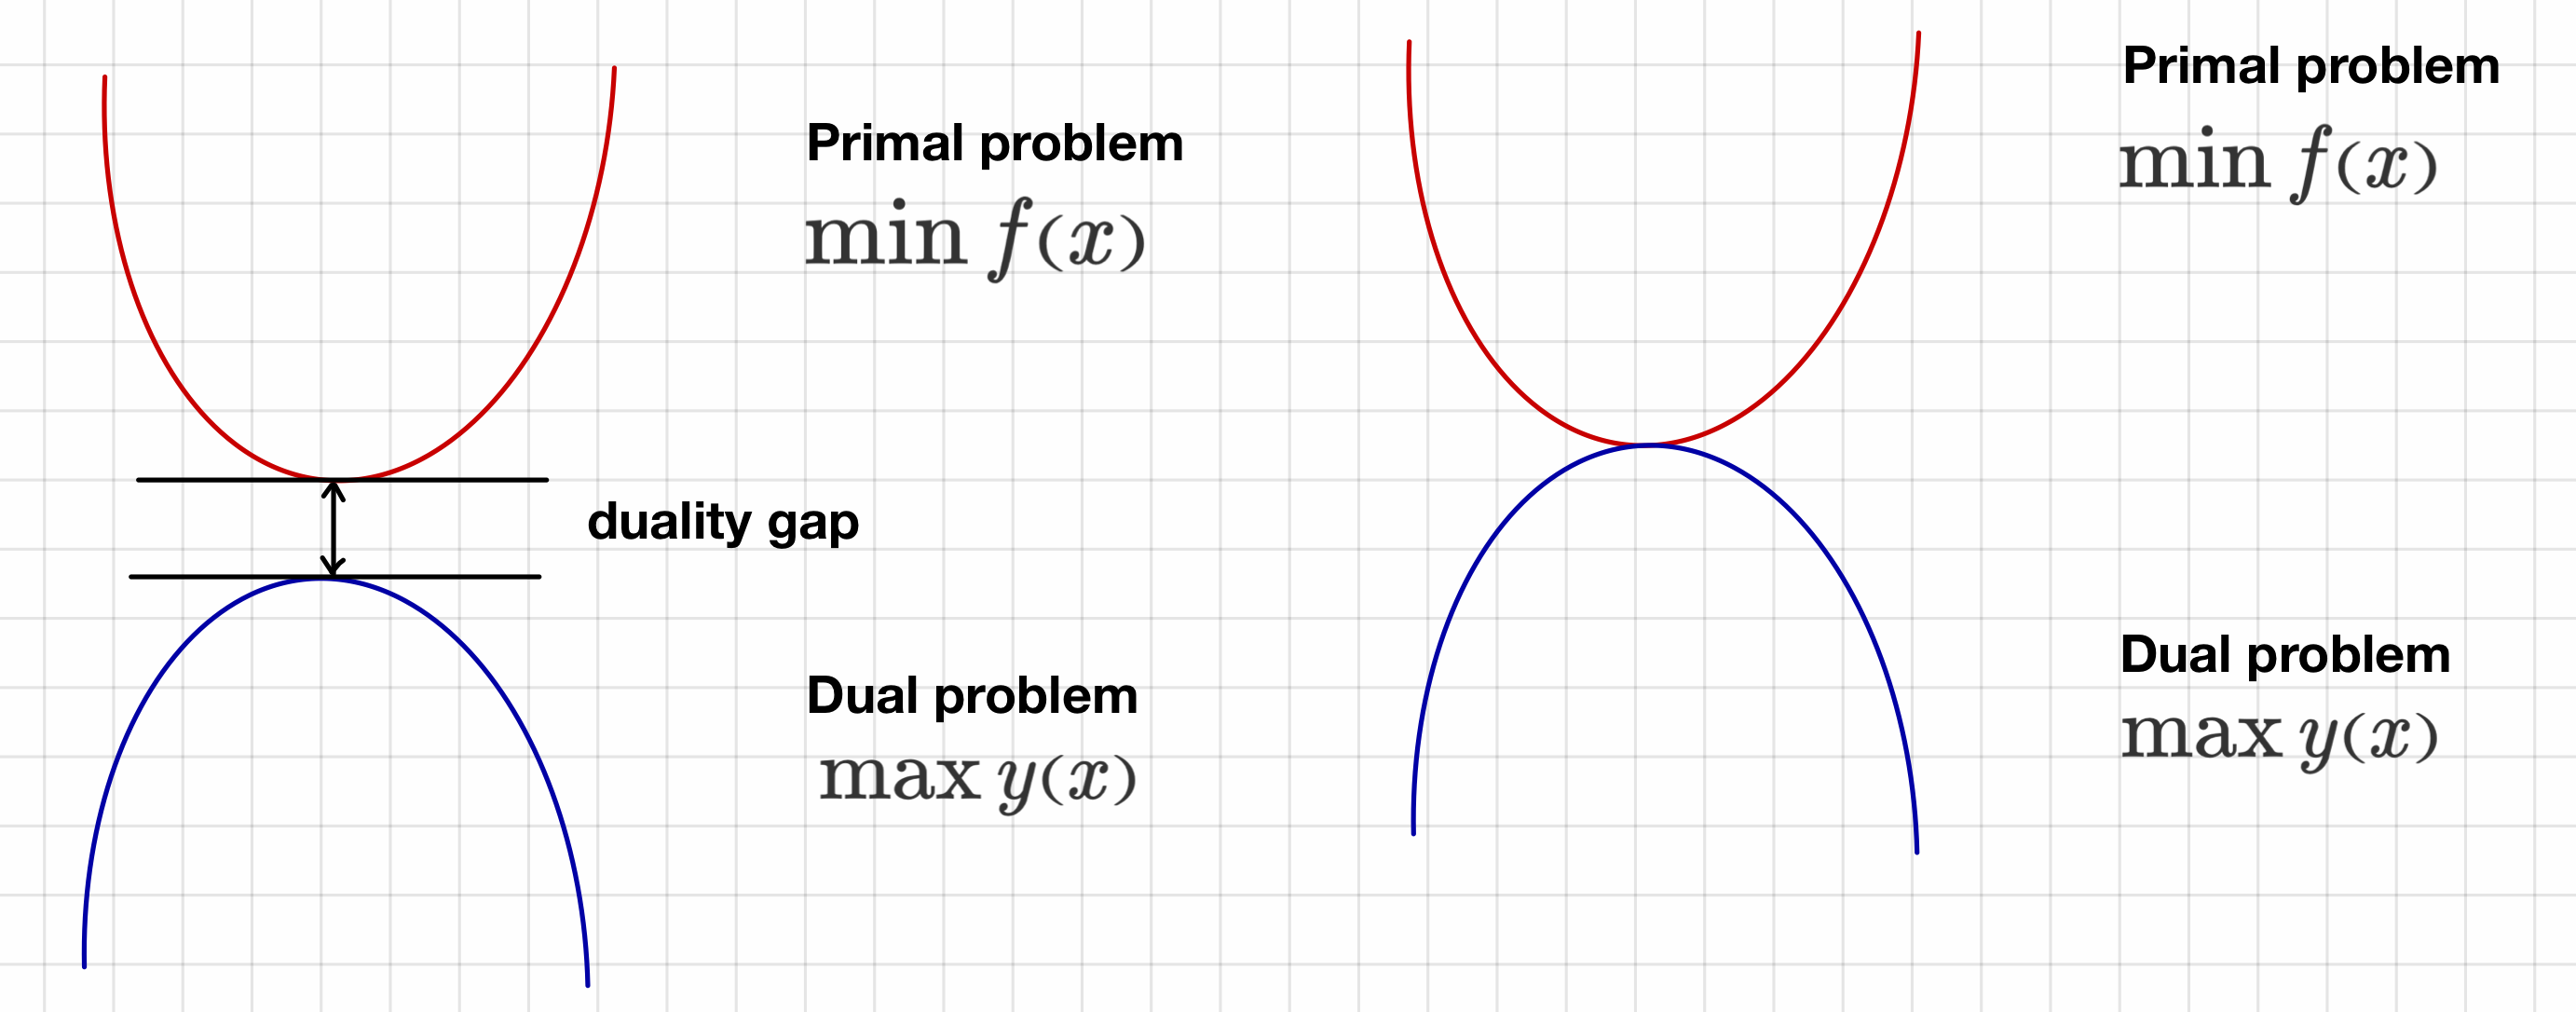 Primal problem
min f(x)
duality gap
Dual problem
max y(x)
Primal problem
min f(x)
Dual problem
max y(x)